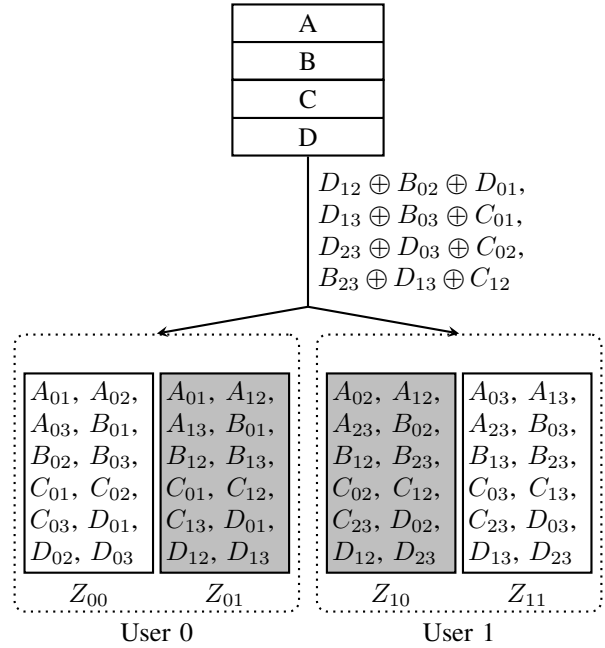 A
B
C
D
D₁₂ ⊕ B₀₂ ⊕ D₀₁,
D₁₃ ⊕ B₀₃ ⊕ C₀₁,
D₂₃ ⊕ D₀₃ ⊕ C₀₂,
B₂₃ ⊕ D₁₃ ⊕ C₁₂
A₀₁, A₀₂,
A₀₃, B₀₁,
B₀₂, B₀₃,
C₀₁, C₀₂,
C₀₃, D₀₁,
D₀₂, D₀₃
Z₀₀
A₀₁, A₁₂,
A₁₃, B₀₁,
B₁₂, B₁₃,
C₀₁, C₁₂,
C₁₃, D₀₁,
D₁₂, D₁₃
Z₀₁
User 0
A₀₂, A₁₂,
A₂₃, B₀₂,
B₁₂, B₂₃,
C₀₂, C₁₂,
C₂₃, D₀₂,
D₁₂, D₂₃
Z₁₀
A₀₃, A₁₃,
A₂₃, B₀₃,
B₁₃, B₂₃,
C₀₃, C₁₃,
C₂₃, D₀₃,
D₁₃, D₂₃
Z₁₁
User 1